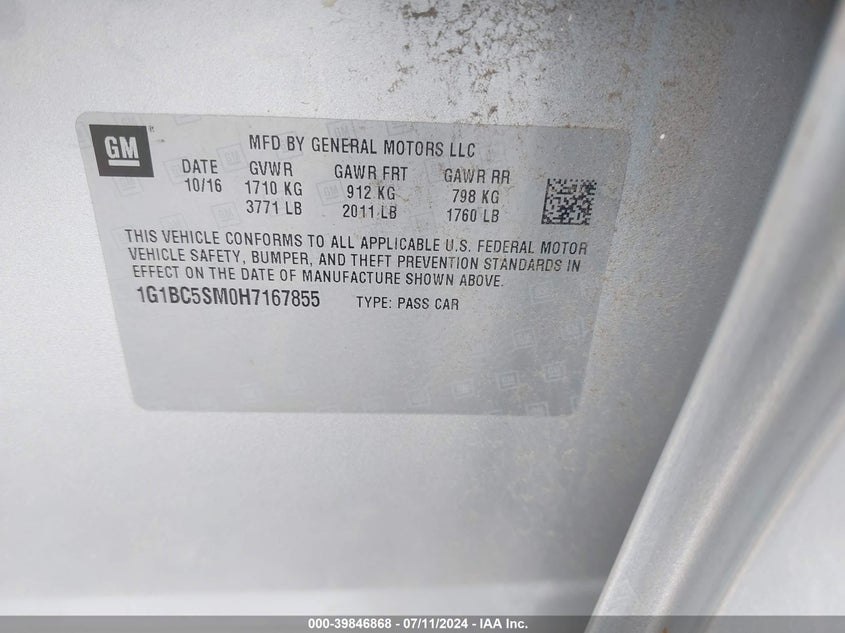 GM
MFD BY GENERAL MOTORS LLC
DATE GVWR GAWR FRT GAWR RR
10/16 1710 KG 912 KG 798 KG
3771 LB 2011 LB 1760 LB
THIS VEHICLE CONFORMS TO ALL APPLICABLE U.S. FEDERAL MOTOR
VEHICLE SAFETY, BUMPER, AND THEFT PREVENTION STANDARDS IN
EFFECT ON THE DATE OF MANUFACTURE SHOWN ABOVE.
1G1BC5SM0H7167855 TYPE: PASS CAR
000-39846868 - 07/11/2024 - IAA Inc.